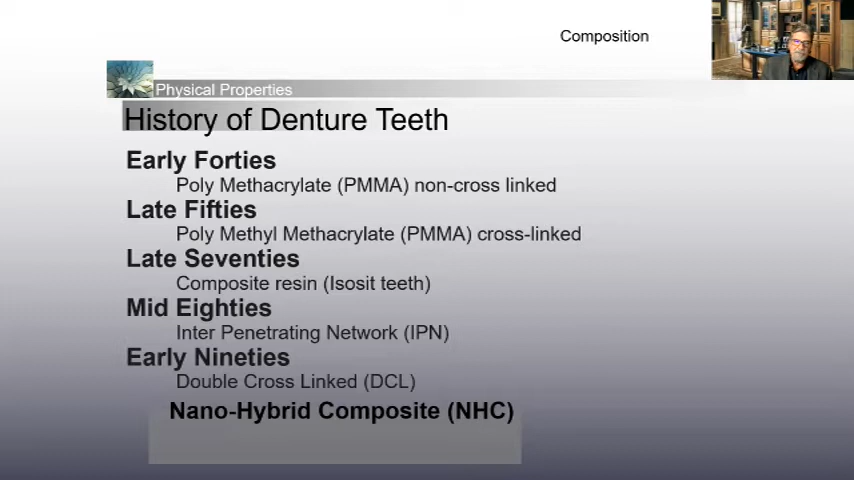 Composition
Physical Properties
History of Denture Teeth
Early Forties
Poly Methacrylate (PMMA) non-cross linked
Late Fifties
Poly Methyl Methacrylate (PMMA) cross-linked
Late Seventies
Composite resin (Isosit teeth)
Mid Eighties
Inter Penetrating Network (IPN)
Early Nineties
Double Cross Linked (DCL)
Nano-Hybrid Composite (NHC)